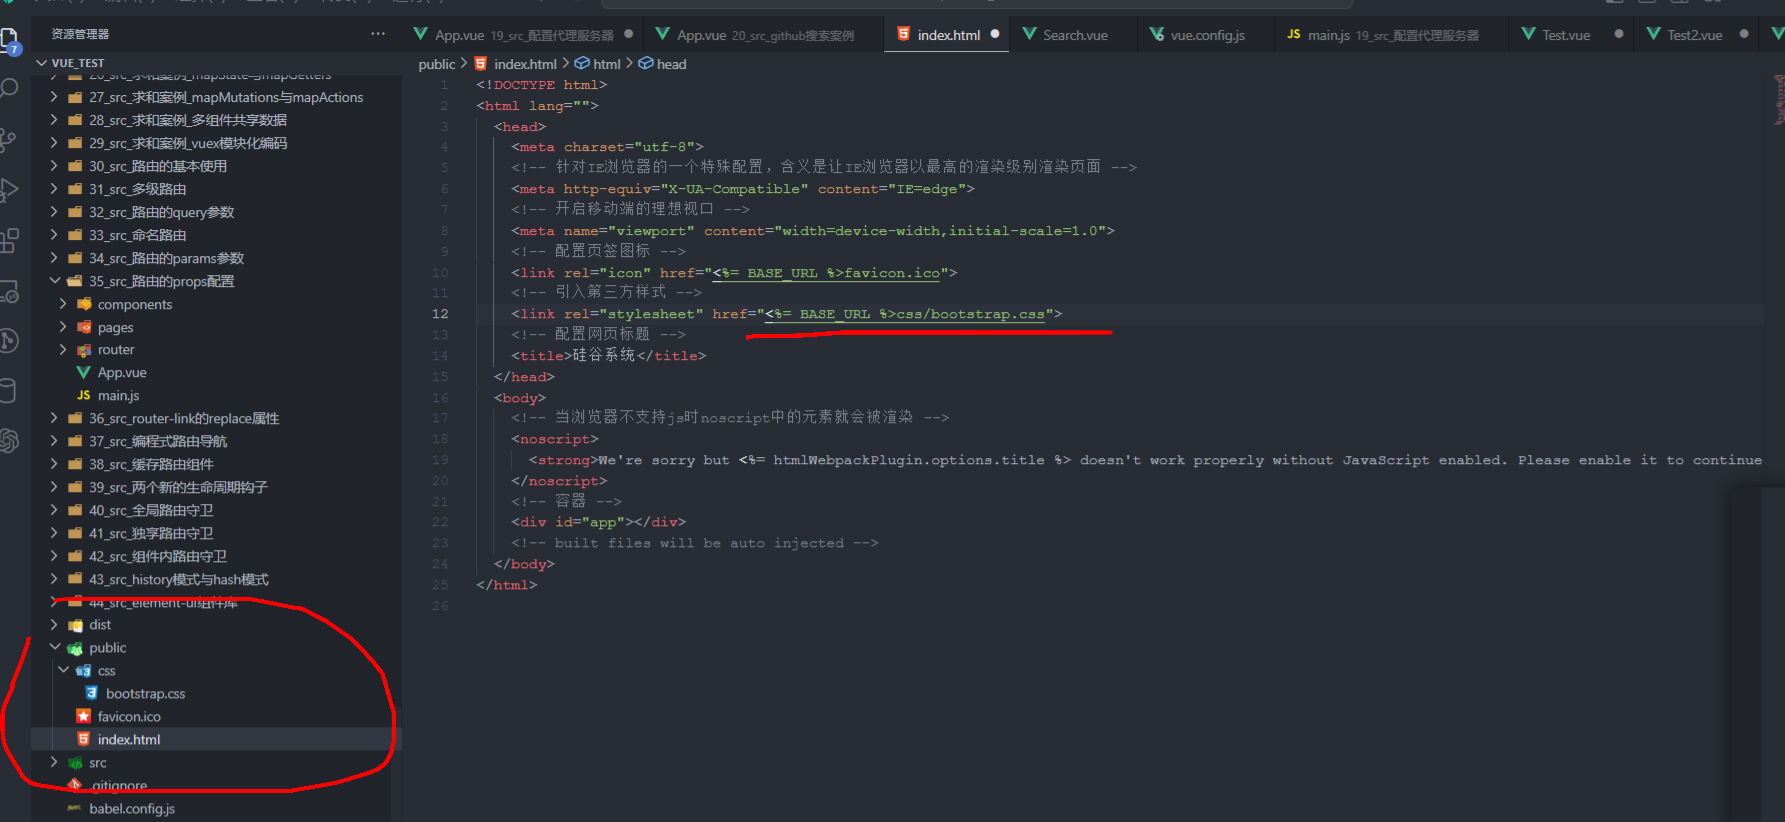 资源管理器
···
App.vue 19_src_配置代理服务器
App.vue 20_src_github搜索案例
index.html
Search.vue
vue.config.js
JS main.js 19_src_配置代理服务器
Test.vue
Test2.vue
7
VUE_TEST
public > index.html > html > head
26_src_求和案例_mapState与mapGetters
27_src_求和案例_mapMutations与mapActions
28_src_求和案例_多组件共享数据
29_src_求和案例_vuex模块化编码
30_src_路由的基本使用
31_src_多级路由
32_src_路由的query参数
33_src_命名路由
34_src_路由的params参数
35_src_路由的props配置
components
pages
router
App.vue
JS main.js
36_src_router-link的replace属性
37_src_编程式路由导航
38_src_缓存路由组件
39_src_两个新的生命周期钩子
40_src_全局路由守卫
41_src_独享路由守卫
42_src_组件内路由守卫
43_src_history模式与hash模式
44_src_element-ui组件库
dist
public
css
bootstrap.css
favicon.ico
index.html
src
.gitignore
babel.config.js
1 <!DOCTYPE html>
2 <html lang="">
3 <head>
4 <meta charset="utf-8">
5 <!-- 针对IE浏览器的一个特殊配置，含义是让IE浏览器以最高的渲染级别渲染页面 -->
6 <meta http-equiv="X-UA-Compatible" content="IE=edge">
7 <!-- 开启移动端的理想视口 -->
8 <meta name="viewport" content="width=device-width,initial-scale=1.0">
9 <!-- 配置页签图标 -->
10 <link rel="icon" href="<%= BASE_URL %>favicon.ico">
11 <!-- 引入第三方样式 -->
12 <link rel="stylesheet" href="<%= BASE_URL %>css/bootstrap.css">
13 <!-- 配置网页标题 -->
14 <title>硅谷系统</title>
15 </head>
16 <body>
17 <!-- 当浏览器不支持js时noscript中的元素就会被渲染 -->
18 <noscript>
19 <strong>We're sorry but <%= htmlWebpackPlugin.options.title %> doesn't work properly without JavaScript enabled. Please enable it to continue
20 </noscript>
21 <!-- 容器 -->
22 <div id="app"></div>
23 <!-- built files will be auto injected -->
24 </body>
25 </html>
26